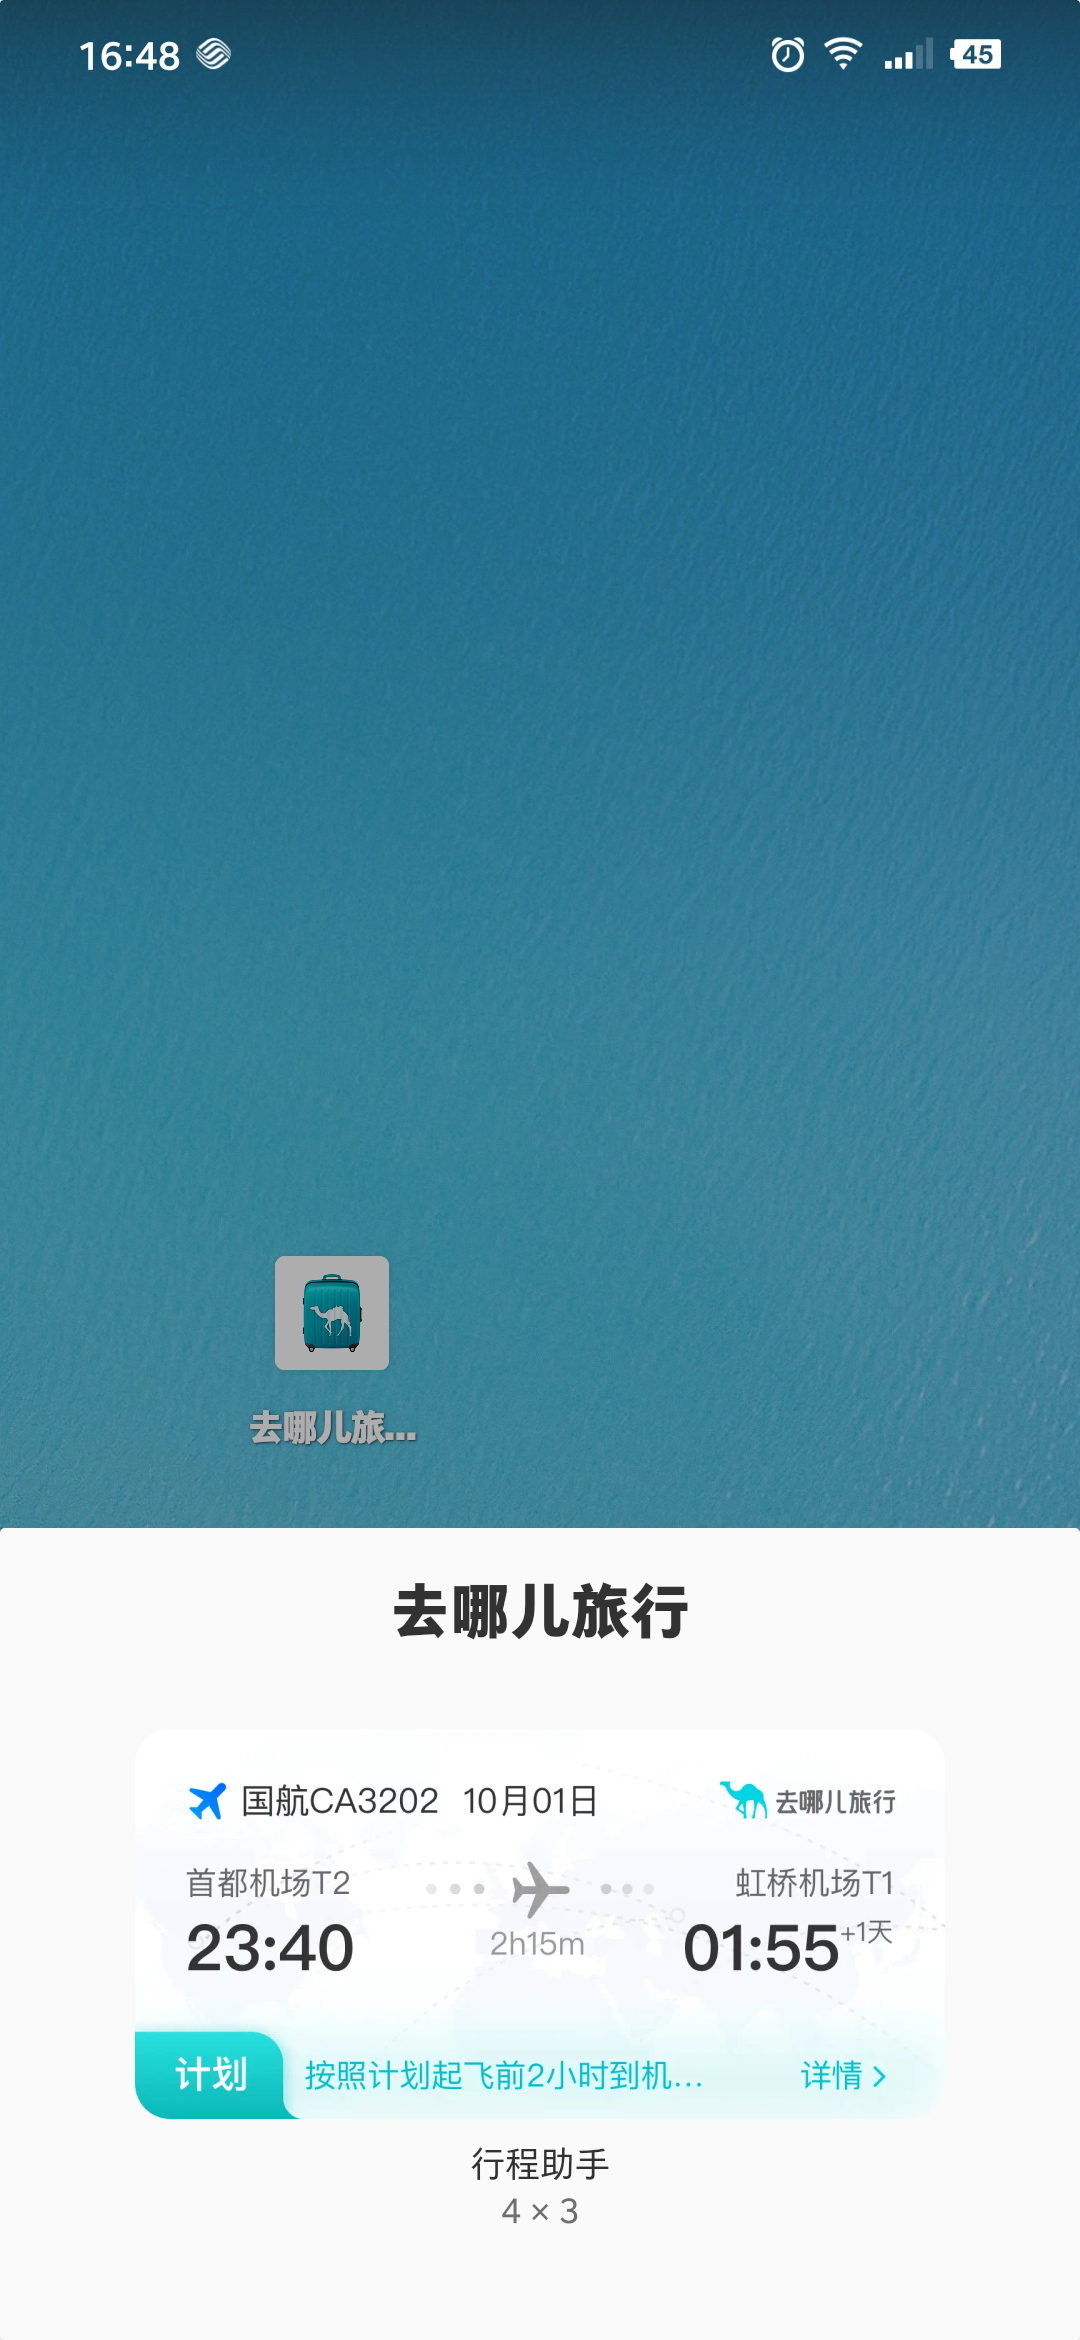 16:48
45
去哪儿旅...
去哪儿旅行
国航CA3202 10月01日
去哪儿旅行
首都机场T2
虹桥机场T1
23:40
2h15m
01:55+1天
计划
按照计划起飞前2小时到机...
详情
行程助手
4 × 3